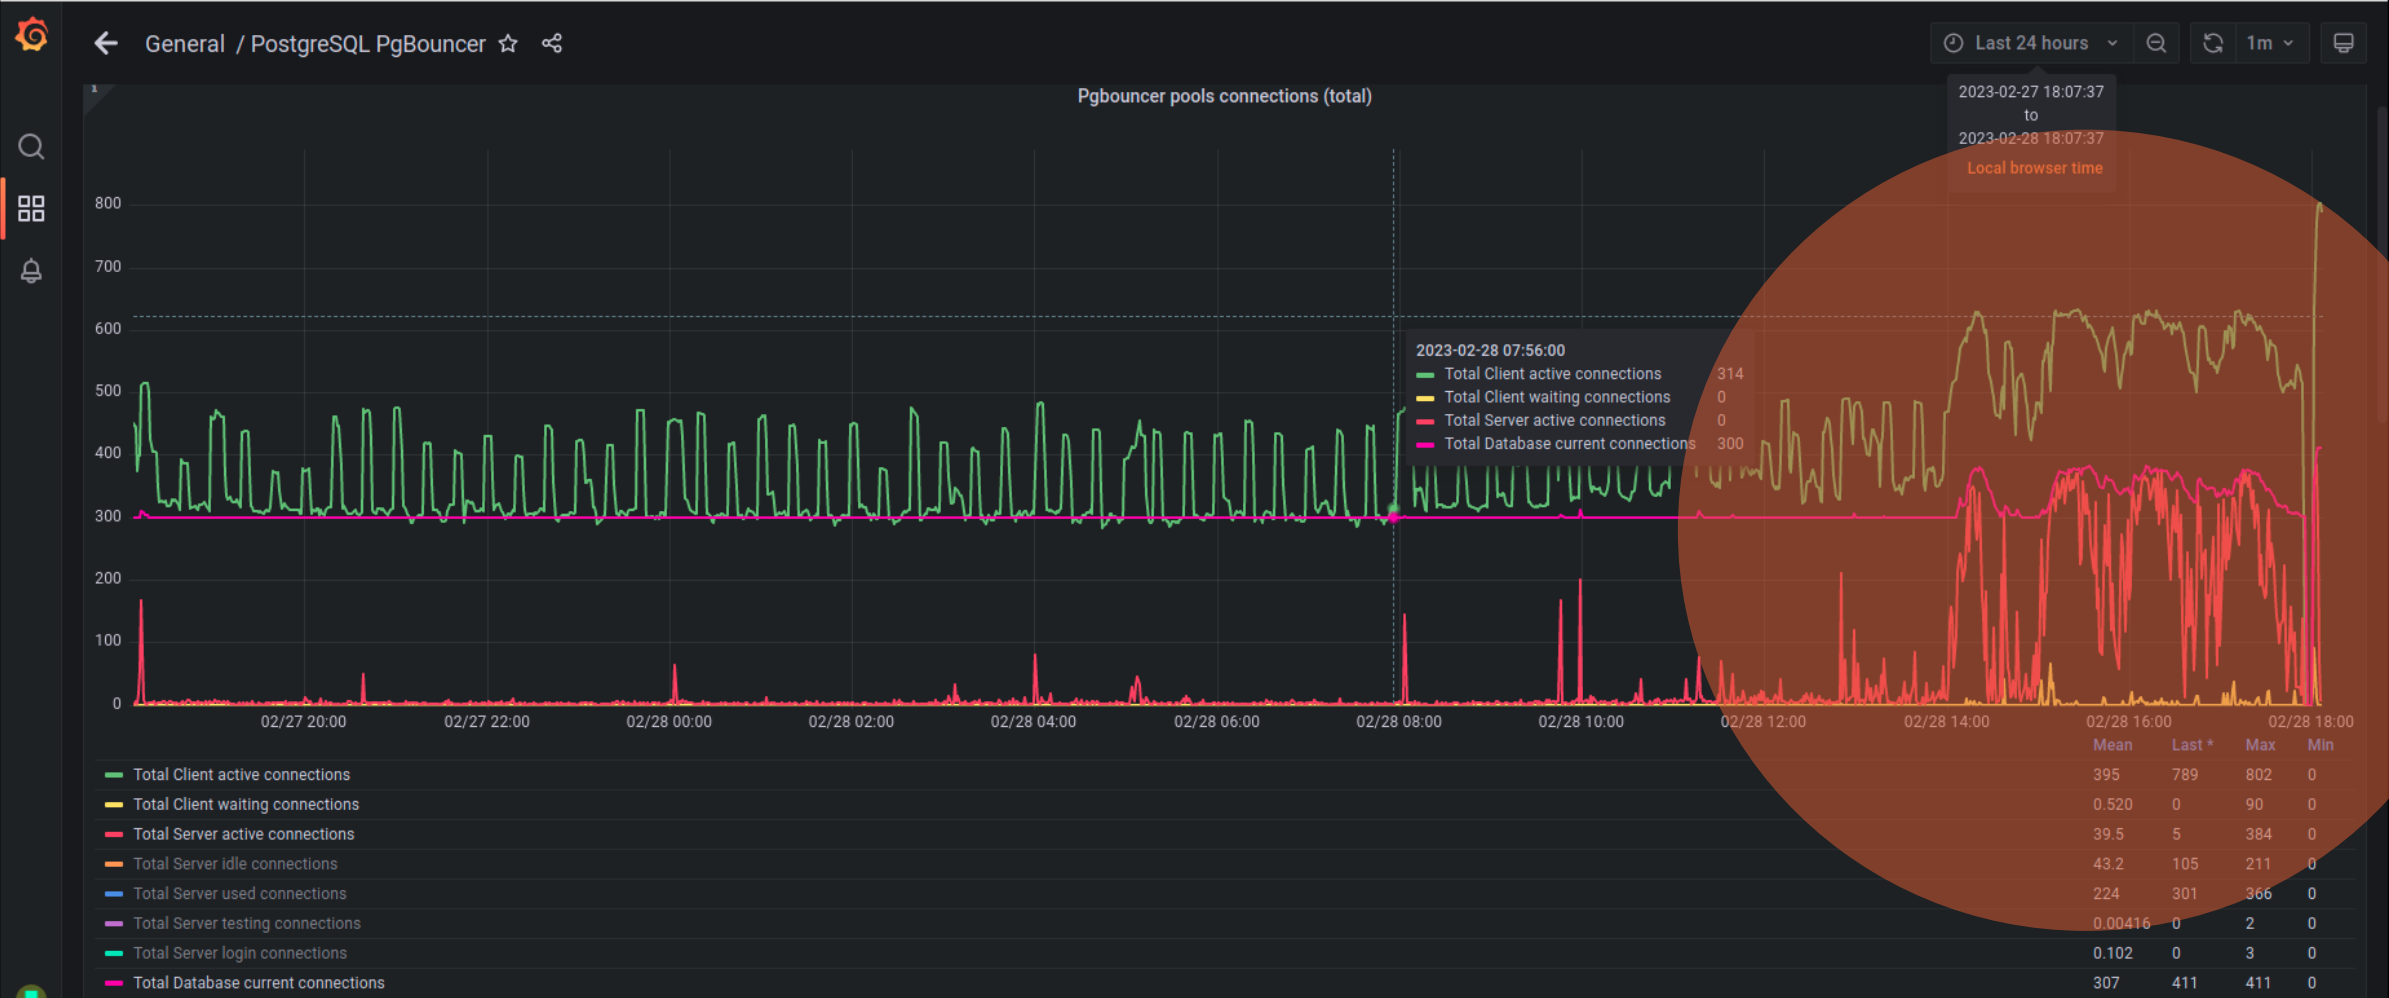 General / PostgreSQL PgBouncer
Last 24 hours
1m
2023-02-27 18:07:37
to
2023-02-28 18:07:37
Local browser time
i
Pgbouncer pools connections (total)
800
700
600
500
400
300
200
100
0
2023-02-28 07:56:00
Total Client active connections 314
Total Client waiting connections 0
Total Server active connections 0
Total Database current connections 300
02/27 20:00 02/27 22:00 02/28 00:00 02/28 02:00 02/28 04:00 02/28 06:00 02/28 08:00 02/28 10:00 02/28 12:00 02/28 14:00 02/28 16:00 02/28 18:00
Mean Last * Max Min
Total Client active connections 395 789 802 0
Total Client waiting connections 0.520 0 90 0
Total Server active connections 39.5 5 384 0
Total Server idle connections 43.2 105 211 0
Total Server used connections 224 301 366 0
Total Server testing connections 0.00416 0 2 0
Total Server login connections 0.102 0 3 0
Total Database current connections 307 411 411 0